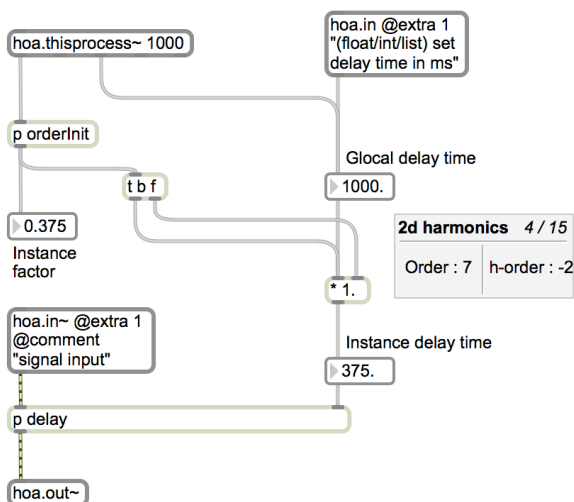 hoa.thisprocess~ 1000
hoa.in @extra 1
"(float/int/list) set
delay time in ms"
p orderInit
Glocal delay time
t b f
1000.
0.375
Instance
factor
2d harmonics 4 / 15
Order : 7 h-order : -2
* 1.
hoa.in~ @extra 1
@comment
"signal input"
Instance delay time
375.
p delay
hoa.out~